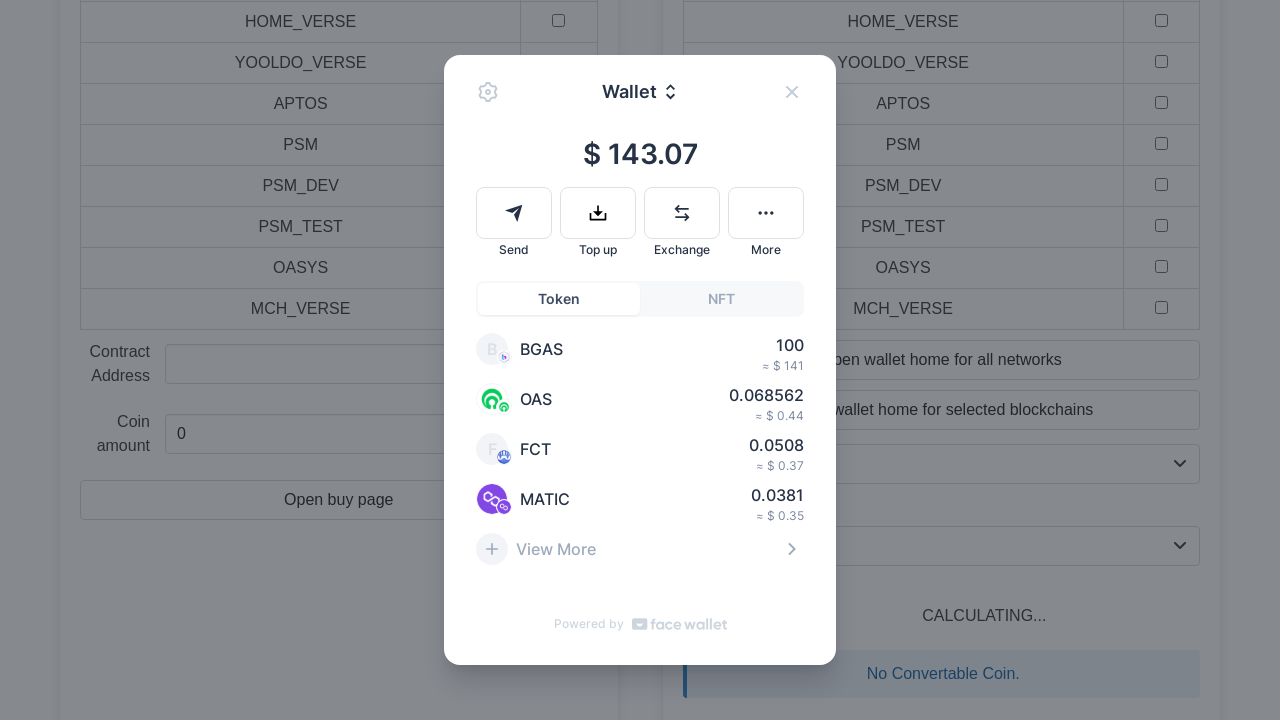 HOME_VERSE
YOOLDO_VERSE
APTOS
PSM
PSM_DEV
PSM_TEST
OASYS
MCH_VERSE
Contract
Address
Coin
amount
0
Open buy page
Wallet
$ 143.07
Send
Top up
Exchange
More
Token
NFT
B
BGAS
100
≈ $ 141
OAS
0.068562
≈ $ 0.44
F
FCT
0.0508
≈ $ 0.37
MATIC
0.0381
≈ $ 0.35
View More
Powered by face wallet
HOME_VERSE
YOOLDO_VERSE
APTOS
PSM
PSM_DEV
PSM_TEST
OASYS
MCH_VERSE
wallet home for all networks
wallet home for selected blockchains
CALCULATING...
No Convertable Coin.